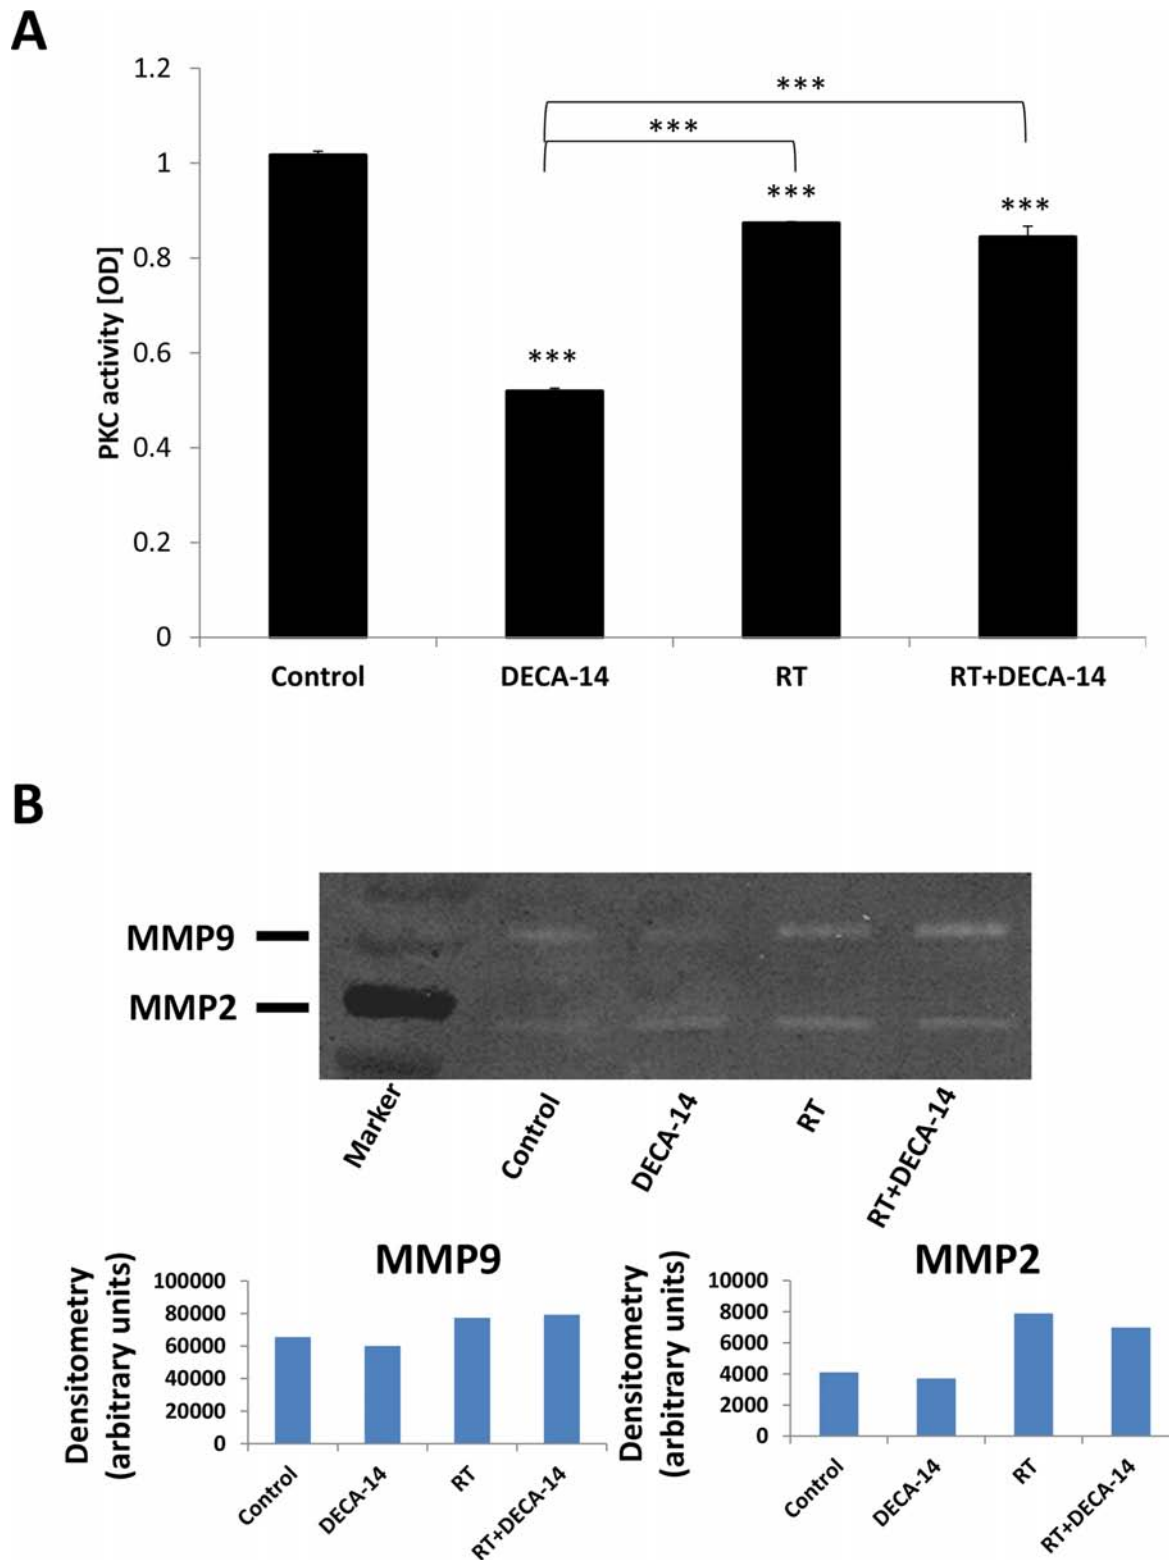 A
1.2
1
0.8
0.6
0.4
0.2
0
PKC activity [OD]
***
***
***
***
***
Control DECA-14 RT RT+DECA-14
B
MMP9
MMP2
Marker Control DECA-14 RT RT+DECA-14
MMP9
Densitometry
(arbitrary units)
100000
80000
60000
40000
20000
0
Control DECA-14 RT RT+DECA-14
MMP2
Densitometry
(arbitrary units)
10000
8000
6000
4000
2000
0
Control DECA-14 RT RT+DECA-14